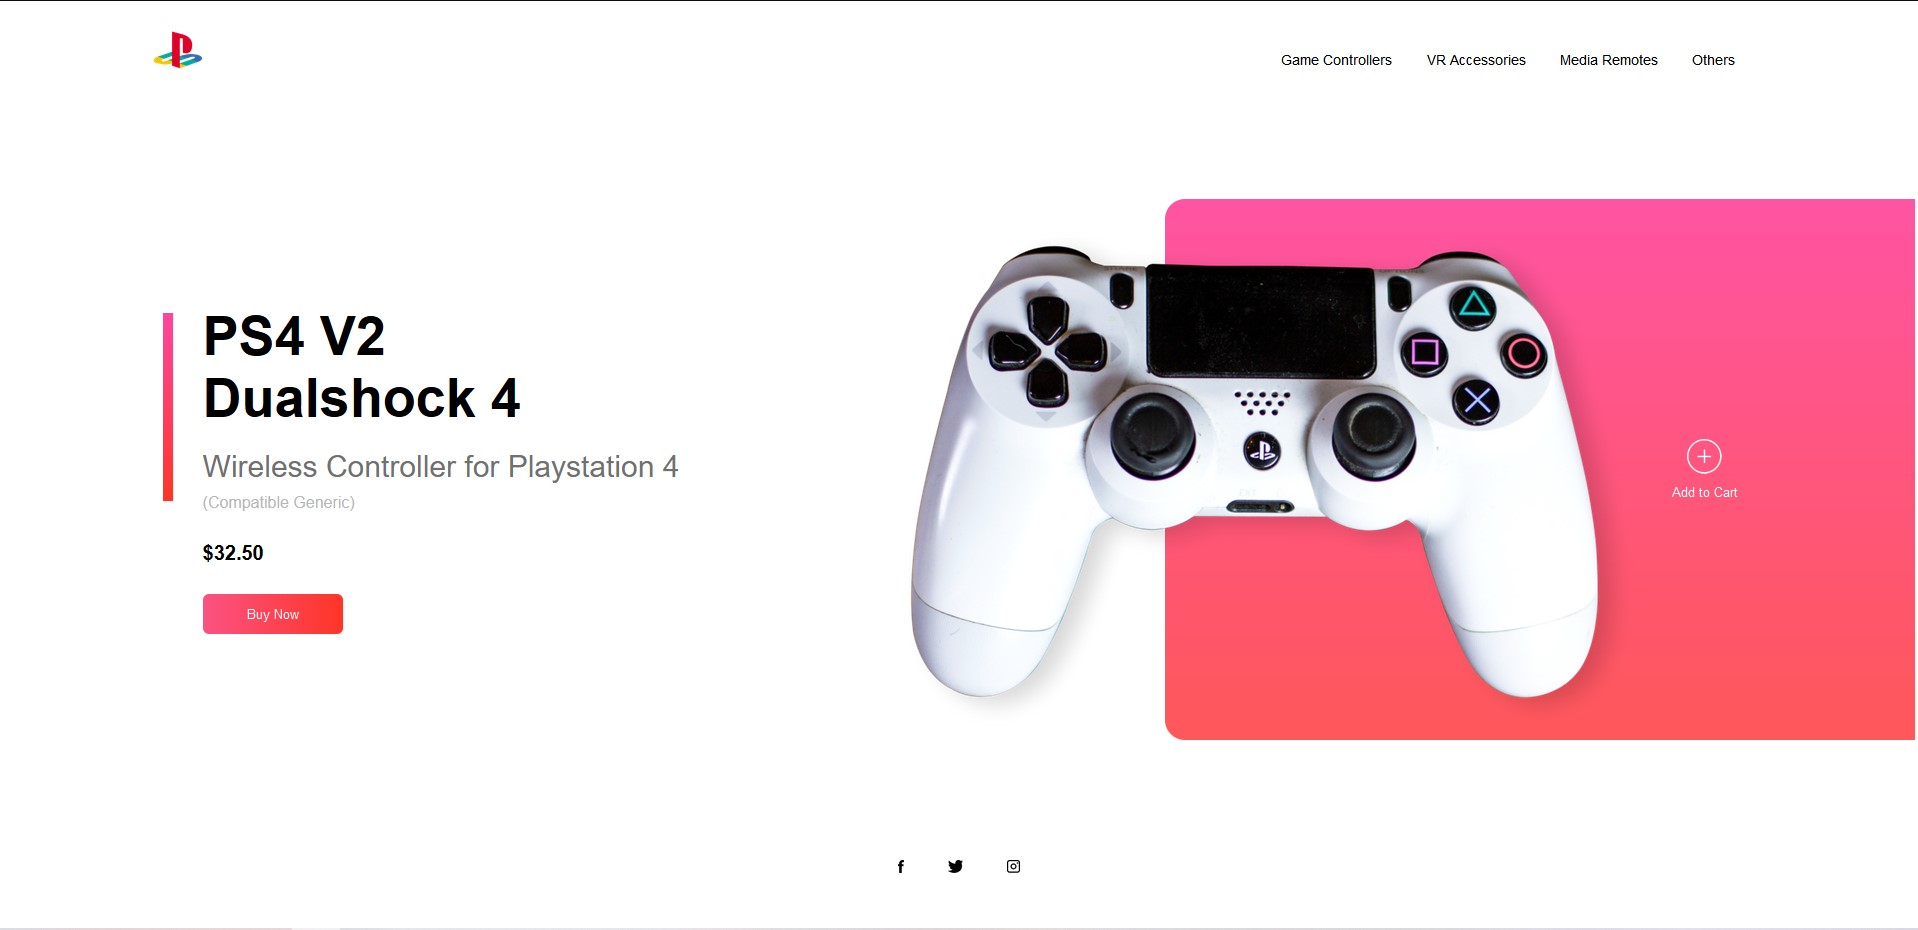 Game Controllers
VR Accessories
Media Remotes
Others
PS4 V2
Dualshock 4
Wireless Controller for Playstation 4
(Compatible Generic)
$32.50
Buy Now
Add to Cart